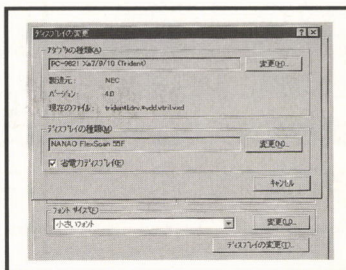 ディスプレイの変更
アダプタの種類(A)
PC-9821 Xa7/9/10 (Trident)
変更(H)...
製造元: NEC
バージョン: 4.0
現在のファイル: tridentl.drv,*vdd,vtril.vxd
ディスプレイの種類(M)
NANAO FlexScan 55F
変更(N)...
省電力ディスプレイ(E)
キャンセル
フォント サイズ(F)
小さいフォント
変更(U)...
ディスプレイの変更(T)...